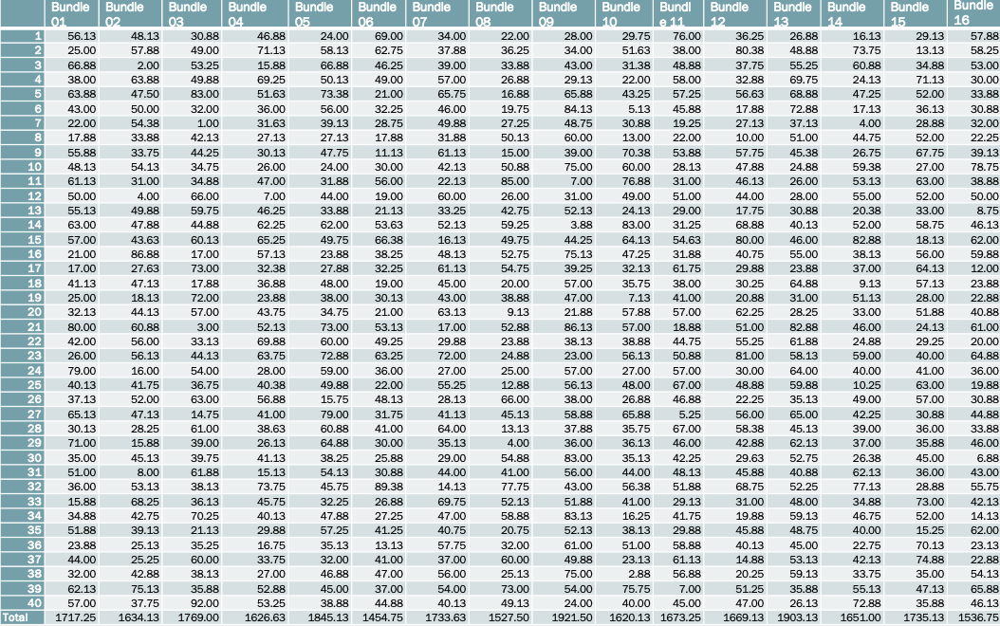 Bundle 01 Bundle 02 Bundle 03 Bundle 04 Bundle 05 Bundle 06 Bundle 07 Bundle 08 Bundle 09 Bundle 10 Bundl e 11 Bundle 12 Bundle 13 Bundle 14 Bundle 15 Bundle 16
1 56.13 48.13 30.88 46.88 24.00 69.00 34.00 22.00 28.00 29.75 76.00 36.25 26.88 16.13 29.13 57.88
2 25.00 57.88 49.00 71.13 58.13 62.75 37.88 36.25 34.00 51.63 38.00 80.38 48.88 73.75 13.13 58.25
3 66.88 2.00 53.25 15.88 66.88 46.25 39.00 33.88 43.00 31.38 48.88 37.75 55.25 60.88 34.88 53.00
4 38.00 63.88 49.88 69.25 50.13 49.00 57.00 26.88 29.13 22.00 58.00 32.88 69.75 24.13 71.13 30.00
5 63.88 47.50 83.00 51.63 73.38 21.00 65.75 16.88 65.88 43.25 57.25 56.63 68.88 47.25 52.00 33.88
6 43.00 50.00 32.00 36.00 56.00 32.25 46.00 19.75 84.13 5.13 45.88 17.88 72.88 17.13 36.13 30.88
7 22.00 54.38 1.00 31.63 39.13 28.75 49.88 27.25 48.75 30.88 19.25 27.13 37.13 4.00 28.88 32.00
8 17.88 33.88 42.13 27.13 27.13 17.88 31.88 50.13 60.00 13.00 22.00 10.00 51.00 44.75 52.00 22.25
9 55.88 33.75 44.25 30.13 47.75 11.13 61.13 15.00 39.00 70.38 53.88 57.75 45.38 26.75 67.75 39.13
10 48.13 54.13 34.75 26.00 24.00 30.00 42.13 50.88 75.00 60.00 28.13 47.88 24.88 59.38 27.00 78.75
11 61.13 31.00 34.88 47.00 31.88 56.00 22.13 85.00 7.00 76.88 31.00 46.13 26.00 53.13 63.00 38.88
12 50.00 4.00 66.00 7.00 44.00 19.00 60.00 26.00 31.00 49.00 51.00 44.00 28.00 55.00 52.00 50.00
13 55.13 49.88 59.75 46.25 33.88 21.13 33.25 42.75 52.13 24.13 29.00 17.75 30.88 20.38 33.00 8.75
14 63.00 47.88 44.88 62.25 62.00 53.63 52.13 59.25 3.88 83.00 31.25 68.88 40.13 52.00 58.75 46.13
15 57.00 43.63 60.13 65.25 49.75 66.38 16.13 49.75 44.25 64.13 54.63 80.00 46.00 82.88 18.13 62.00
16 21.00 86.88 17.00 57.13 23.88 38.25 48.13 52.75 75.13 47.25 31.88 40.75 55.00 38.13 56.00 59.88
17 17.00 27.63 73.00 32.38 27.88 32.25 61.13 54.75 39.25 32.13 61.75 29.88 23.88 37.00 64.13 12.00
18 41.13 47.13 17.88 36.88 48.00 19.00 45.00 20.00 57.00 35.75 38.00 30.25 64.88 9.13 57.13 23.88
19 25.00 18.13 72.00 23.88 38.00 30.13 43.00 38.88 47.00 7.13 41.00 20.88 31.00 51.13 28.00 22.88
20 32.13 44.13 57.00 43.75 34.75 21.00 63.13 9.13 21.88 57.88 57.00 62.25 28.25 33.00 51.88 40.88
21 80.00 60.88 3.00 52.13 73.00 53.13 17.00 52.88 86.13 57.00 18.88 51.00 82.88 46.00 24.13 61.00
22 42.00 56.00 33.13 69.88 60.00 49.25 29.88 23.88 38.13 38.88 44.75 55.25 61.88 24.88 29.25 20.00
23 26.00 56.13 44.13 63.75 72.88 63.25 72.00 24.88 23.00 56.13 50.88 81.00 58.13 59.00 40.00 64.88
24 79.00 16.00 54.00 28.00 59.00 36.00 27.00 25.00 57.00 27.00 57.00 30.00 64.00 40.00 41.00 36.00
25 40.13 41.75 36.75 40.38 49.88 22.00 55.25 12.88 56.13 48.00 67.00 48.88 59.88 10.25 63.00 19.88
26 37.13 52.00 63.00 56.88 15.75 48.13 28.13 66.00 38.00 26.88 46.88 22.25 35.13 49.00 57.00 30.88
27 65.13 47.13 14.75 41.00 79.00 31.75 41.13 45.13 58.88 65.88 5.25 56.00 65.00 42.25 30.88 44.88
28 30.13 28.25 61.00 38.63 60.88 41.00 64.00 13.13 37.88 35.75 67.00 58.38 45.13 39.00 36.00 33.88
29 71.00 15.88 39.00 26.13 64.88 30.00 35.13 4.00 36.00 36.13 46.00 42.88 62.13 37.00 35.88 46.00
30 35.00 45.13 39.75 41.13 38.25 25.88 29.00 54.88 83.00 35.13 42.25 29.63 52.75 26.38 45.00 6.88
31 51.00 8.00 61.88 15.13 54.13 30.88 44.00 41.00 56.00 44.00 48.13 45.88 40.88 62.13 36.00 43.00
32 36.00 53.13 38.13 73.75 45.75 89.38 14.13 77.75 43.00 56.38 51.88 68.75 52.25 77.13 28.88 55.75
33 15.88 68.25 36.13 45.75 32.25 26.88 69.75 52.13 51.88 41.00 29.13 31.00 48.00 34.88 73.00 42.13
34 34.88 42.75 70.25 40.13 47.88 27.25 47.00 58.88 83.13 16.25 41.75 19.88 59.13 46.75 52.00 14.13
35 51.88 39.13 21.13 29.88 57.25 41.25 40.75 20.75 52.13 38.13 29.88 45.88 48.75 40.00 15.25 62.00
36 23.88 25.13 35.25 16.75 35.13 13.13 57.75 32.00 61.00 51.00 58.88 40.13 45.00 22.75 70.13 23.13
37 44.00 25.25 60.00 33.75 32.00 41.00 37.00 60.00 49.88 23.13 61.13 14.88 53.13 42.13 74.88 22.88
38 32.00 42.88 38.13 27.00 46.88 47.00 56.00 25.13 75.00 2.88 56.88 20.25 59.13 33.75 35.00 54.13
39 62.13 75.13 35.88 52.88 45.00 37.00 54.00 73.00 54.00 75.75 7.00 51.25 35.88 55.13 47.13 65.88
40 57.00 37.75 92.00 53.25 38.88 44.88 40.13 49.13 24.00 40.00 45.00 47.00 26.13 72.88 35.88 46.13
Total 1717.25 1634.13 1769.00 1626.63 1845.13 1454.75 1733.63 1527.50 1921.50 1620.13 1673.25 1669.13 1903.13 1651.00 1735.13 1536.75